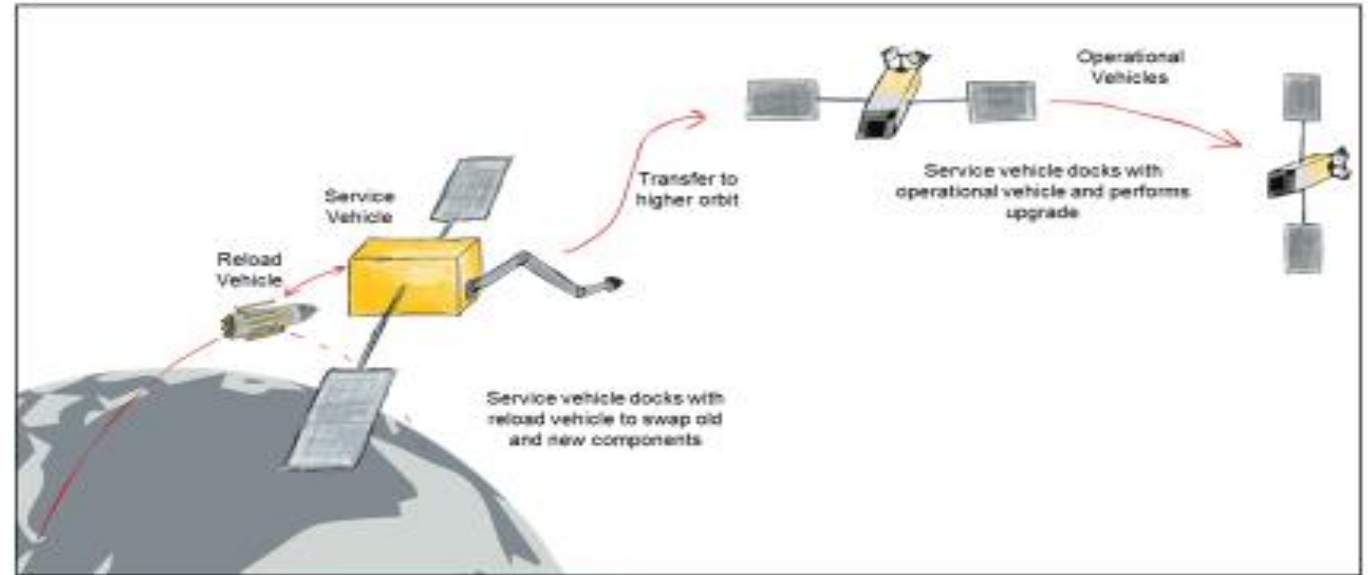 Operational
Vehicles
Service vehicle docks with
operational vehicle and performs
upgrade
Transfer to
higher orbit
Service
Vehicle
Reload
Vehicle
Service vehicle docks with
reload vehicle to swap old
and new components